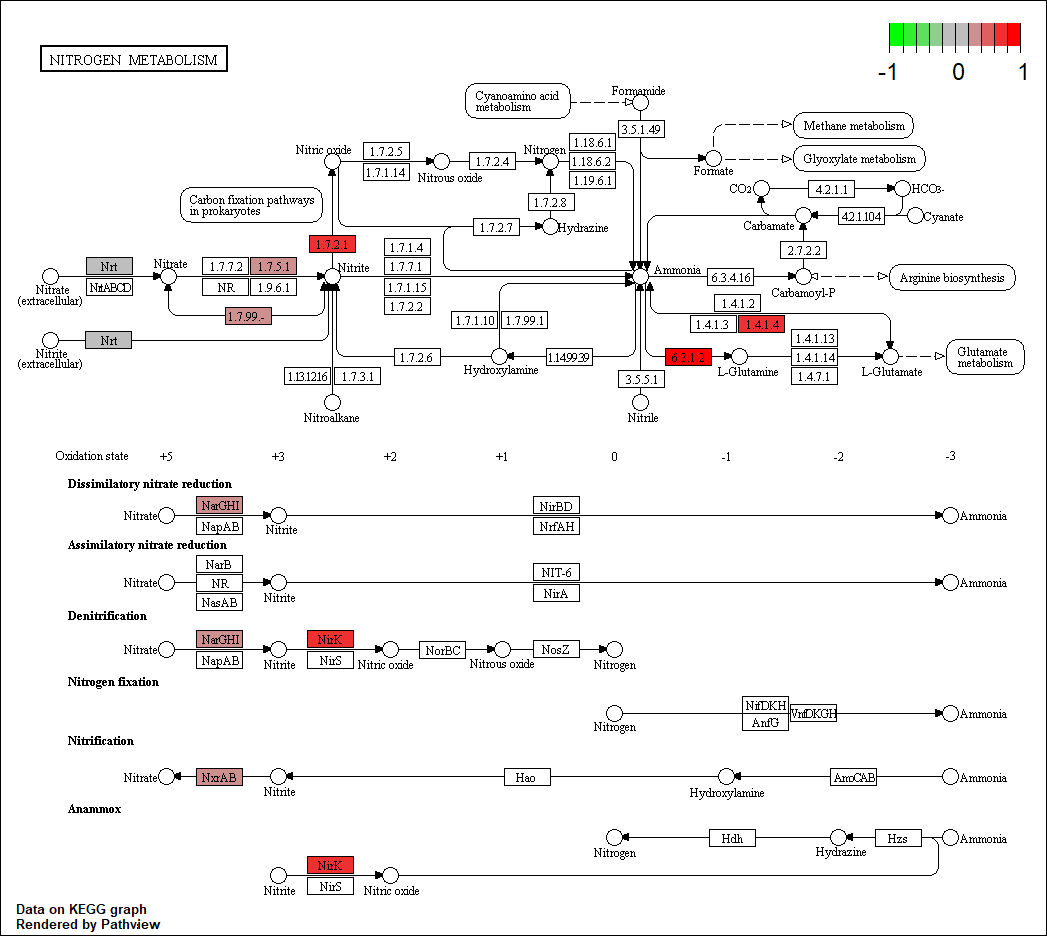 NITROGEN METABOLISM
-1 0 1
Cyanoamino acid
metabolism
Formamide
3.5.1.49
Methane metabolism
Glyoxylate metabolism
Formate
Nitric oxide
1.7.2.5
1.7.1.14
Nitrous oxide
1.7.2.4
Nitrogen
1.18.6.1
1.18.6.2
1.19.6.1
CO2
4.2.1.1
HCO3-
Carbon fixation pathways
in prokaryotes
1.7.2.8
1.7.2.7
Hydrazine
Carbamate
4.2.1.104
Cyanate
1.7.2.1
2.7.2.2
Nrt
NrtABCD
Nitrate
(extracellular)
Nitrate
1.7.7.2
1.7.5.1
NR
1.9.6.1
Nitrite
1.7.1.4
1.7.7.1
1.7.1.15
1.7.2.2
Ammonia
6.3.4.16
Carbamoyl-P
Arginine biosynthesis
1.7.99.-
1.7.1.10
1.7.99.1
1.4.1.2
1.4.1.3
1.4.1.4
Nrt
Nitrite
(extracellular)
1.7.2.6
Hydroxylamine
1.14.99.39
6.3.1.2
L-Glutamine
1.4.1.13
1.4.1.14
1.4.7.1
L-Glutamate
Glutamate
metabolism
1.13.12.16
1.7.3.1
3.5.5.1
Nitroalkane
Nitrile
Oxidation state +5 +3 +2 +1 0 -1 -2 -3
Dissimilatory nitrate reduction
NarGHI
NirBD
Nitrate
Ammonia
NapAB
Nitrite
NrfAH
Assimilatory nitrate reduction
NarB
NIT-6
Nitrate
NR
Ammonia
NasAB
Nitrite
NirA
Denitrification
NarGHI
NirK
Nitrate
NorBC
NosZ
NapAB
Nitrite
NirS
Nitric oxide
Nitrous oxide
Nitrogen
Nitrogen fixation
NifDKH
VnfDKGH
Nitrogen
AnfG
Ammonia
Nitrification
Nitrate
NxrAB
Nitrite
Hao
Hydroxylamine
AmoCAB
Ammonia
Anammox
Nitrogen
Hdh
Hydrazine
Hzs
Ammonia
NirK
Nitrite
NirS
Nitric oxide
Data on KEGG graph
Rendered by Pathview